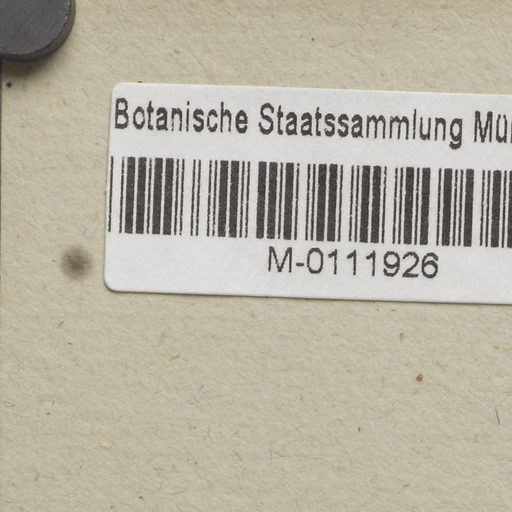 Botanische Staatssammlung Mü
M-0111926